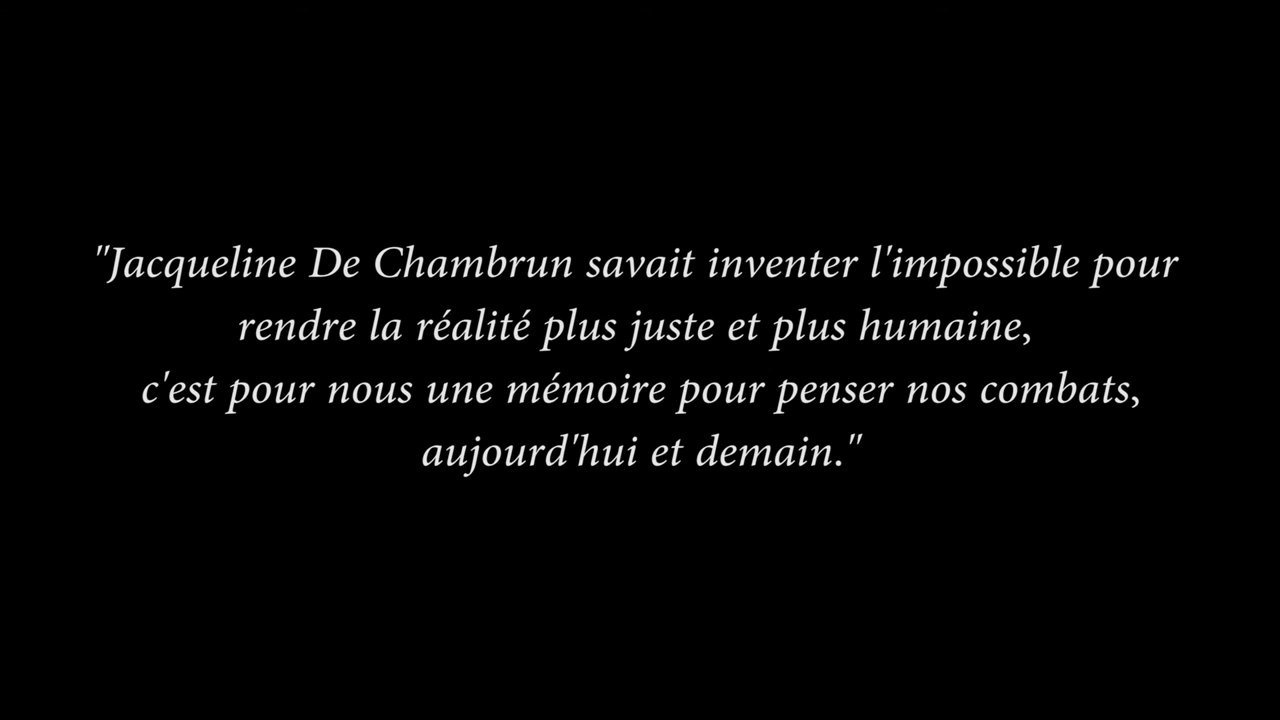 "Jacqueline De Chambrun savait inventer l'impossible pour
rendre la réalité plus juste et plus humaine,
c'est pour nous une mémoire pour penser nos combats,
aujourd'hui et demain."